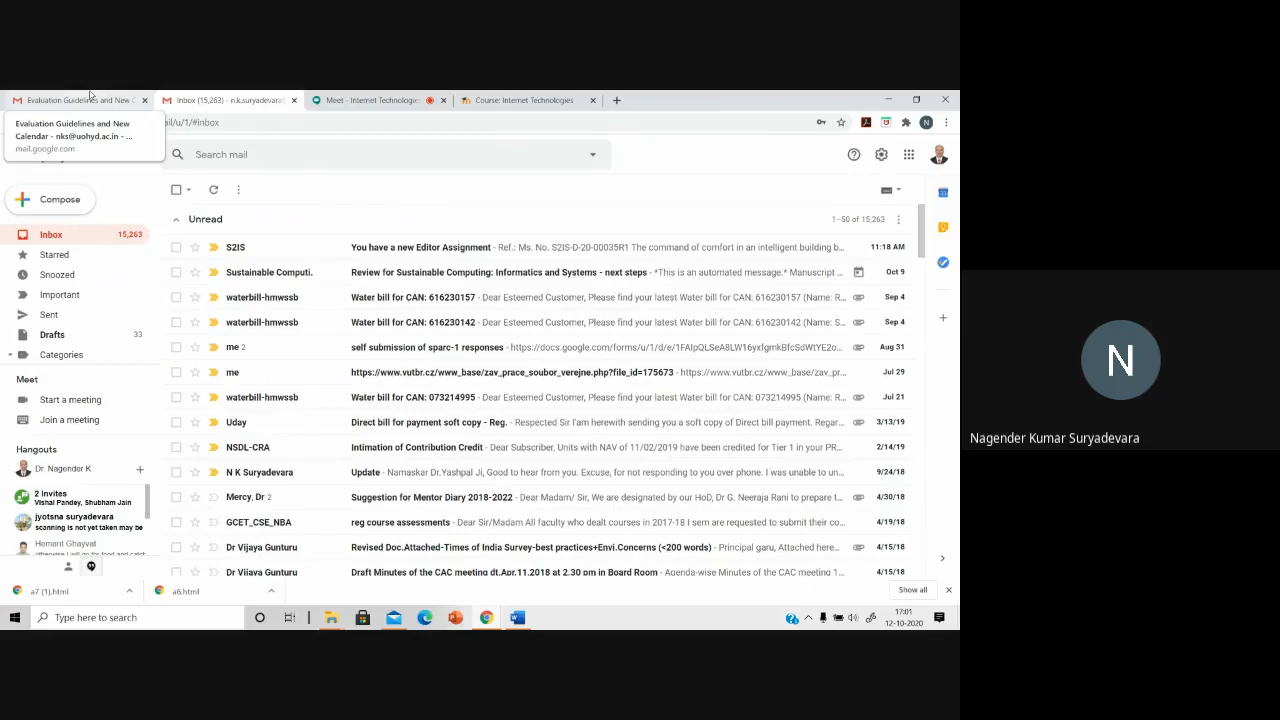 Evaluation Guidelines and New C
Inbox (15,263) - n.k.suryadevara
Meet - Internet Technologie
Course: Internet Technologies
Evaluation Guidelines and New
Calendar - nks@uohyd.ac.in - ...
mail.google.com
ail/u/1/#inbox
Search mail
Compose
Inbox 15,263
Starred
Snoozed
Important
Sent
Drafts 33
Categories
Meet
Start a meeting
Join a meeting
Hangouts
Dr. Nagender K
2 Invites
Vishal Pandey, Shubham Jain
jyotsna suryadevara
scanning is not yet taken may be
Hemant Ghayvat
Unread 1–50 of 15,263
S2IS You have a new Editor Assignment - Ref.: Ms. No. S2IS-D-20-00035R1 The command of comfort in an intelligent building b... 11:18 AM
Sustainable Computi. Review for Sustainable Computing: Informatics and Systems - next steps - *This is an automated message.* Manuscript ... Oct 9
waterbill-hmwssb Water bill for CAN: 616230157 - Dear Esteemed Customer, Please find your latest Water bill for CAN: 616230157 (Name: R... Sep 4
waterbill-hmwssb Water bill for CAN: 616230142 - Dear Esteemed Customer, Please find your latest Water bill for CAN: 616230142 (Name: S... Sep 4
me 2 self submission of sparc-1 responses - https://docs.google.com/forms/u/1/d/e/1FAIpQLSeA8LW16yxfgmkBfcSdWtYE2o... Aug 31
me https://www.vutbr.cz/www_base/zav_prace_soubor_verejne.php?file_id=175673 - https://www.vutbr.cz/www_base/zav_pr... Jul 29
waterbill-hmwssb Water bill for CAN: 073214995 - Dear Esteemed Customer, Please find your latest Water bill for CAN: 073214995 (Name: R... Jul 21
Uday Direct bill for payment soft copy - Reg. - Respected Sir I'am herewith sending you a soft copy of Direct bill payment. Regar... 3/13/19
NSDL-CRA Intimation of Contribution Credit - Dear Subscriber, Units with NAV of 11/02/2019 have been credited for Tier 1 in your PR... 2/14/19
N K Suryadevara Update - Namaskar Dr.Yashpal Ji, Good to hear from you. Excuse, for not responding to you over phone. I was unable to un... 9/24/18
Mercy, Dr 2 Suggestion for Mentor Diary 2018-2022 - Dear Madam/ Sir, We are designated by our HoD, Dr G. Neeraja Rani to prepare t... 4/30/18
GCET_CSE_NBA reg course assessments - Dear Sir/Madam All faculty who dealt courses in 2017-18 I sem are requested to submit their co... 4/19/18
Dr Vijaya Gunturu Revised Doc.Attached-Times of India Survey-best practices+Envi.Concerns (<200 words) - Principal garu, Attached here... 4/15/18
Dr Vijaya Gunturu Draft Minutes of the CAC meeting dt.Apr.11.2018 at 2.30 pm in Board Room - Agenda-wise Minutes of the CAC meeting 1... 4/15/18
a7 (1).html
a6.html
Show all
Type here to search
17:01
12-10-2020
N
Nagender Kumar Suryadevara